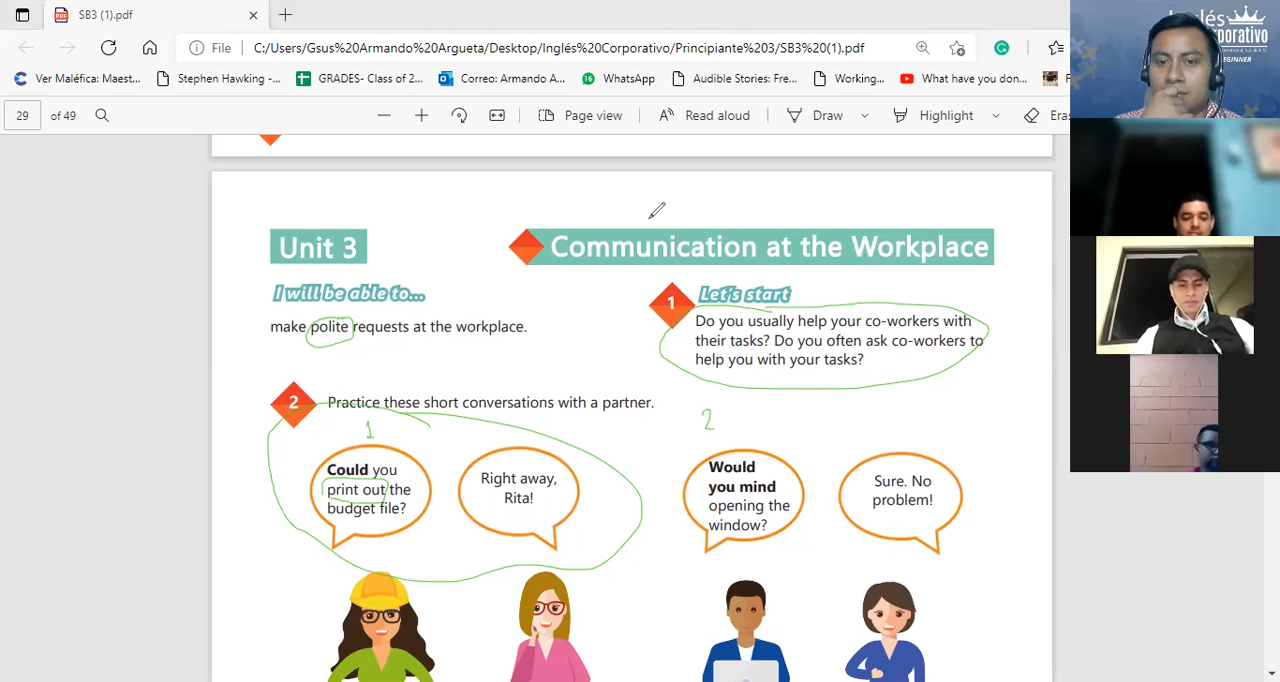 SB3 (1).pdf
File C:/Users/Gsus%20Armando%20Argueta/Desktop/Inglés%20Corporativo/Principiante%203/SB3%20(1).pdf
Ver Maléfica: Maest... Stephen Hawking -... GRADES- Class of 2... Correo: Armando A... 16 WhatsApp Audible Stories: Fre... Working... What have you don...
29 of 49 Page view Read aloud Draw Highlight Eras
Inglés
Corporativo
BEGINNER
Unit 3
Communication at the Workplace
I will be able to...
make polite requests at the workplace.
1 Let's start
Do you usually help your co-workers with
their tasks? Do you often ask co-workers to
help you with your tasks?
2 Practice these short conversations with a partner.
1
2
Could you
print out the
budget file?
Right away,
Rita!
Would
you mind
opening the
window?
Sure. No
problem!